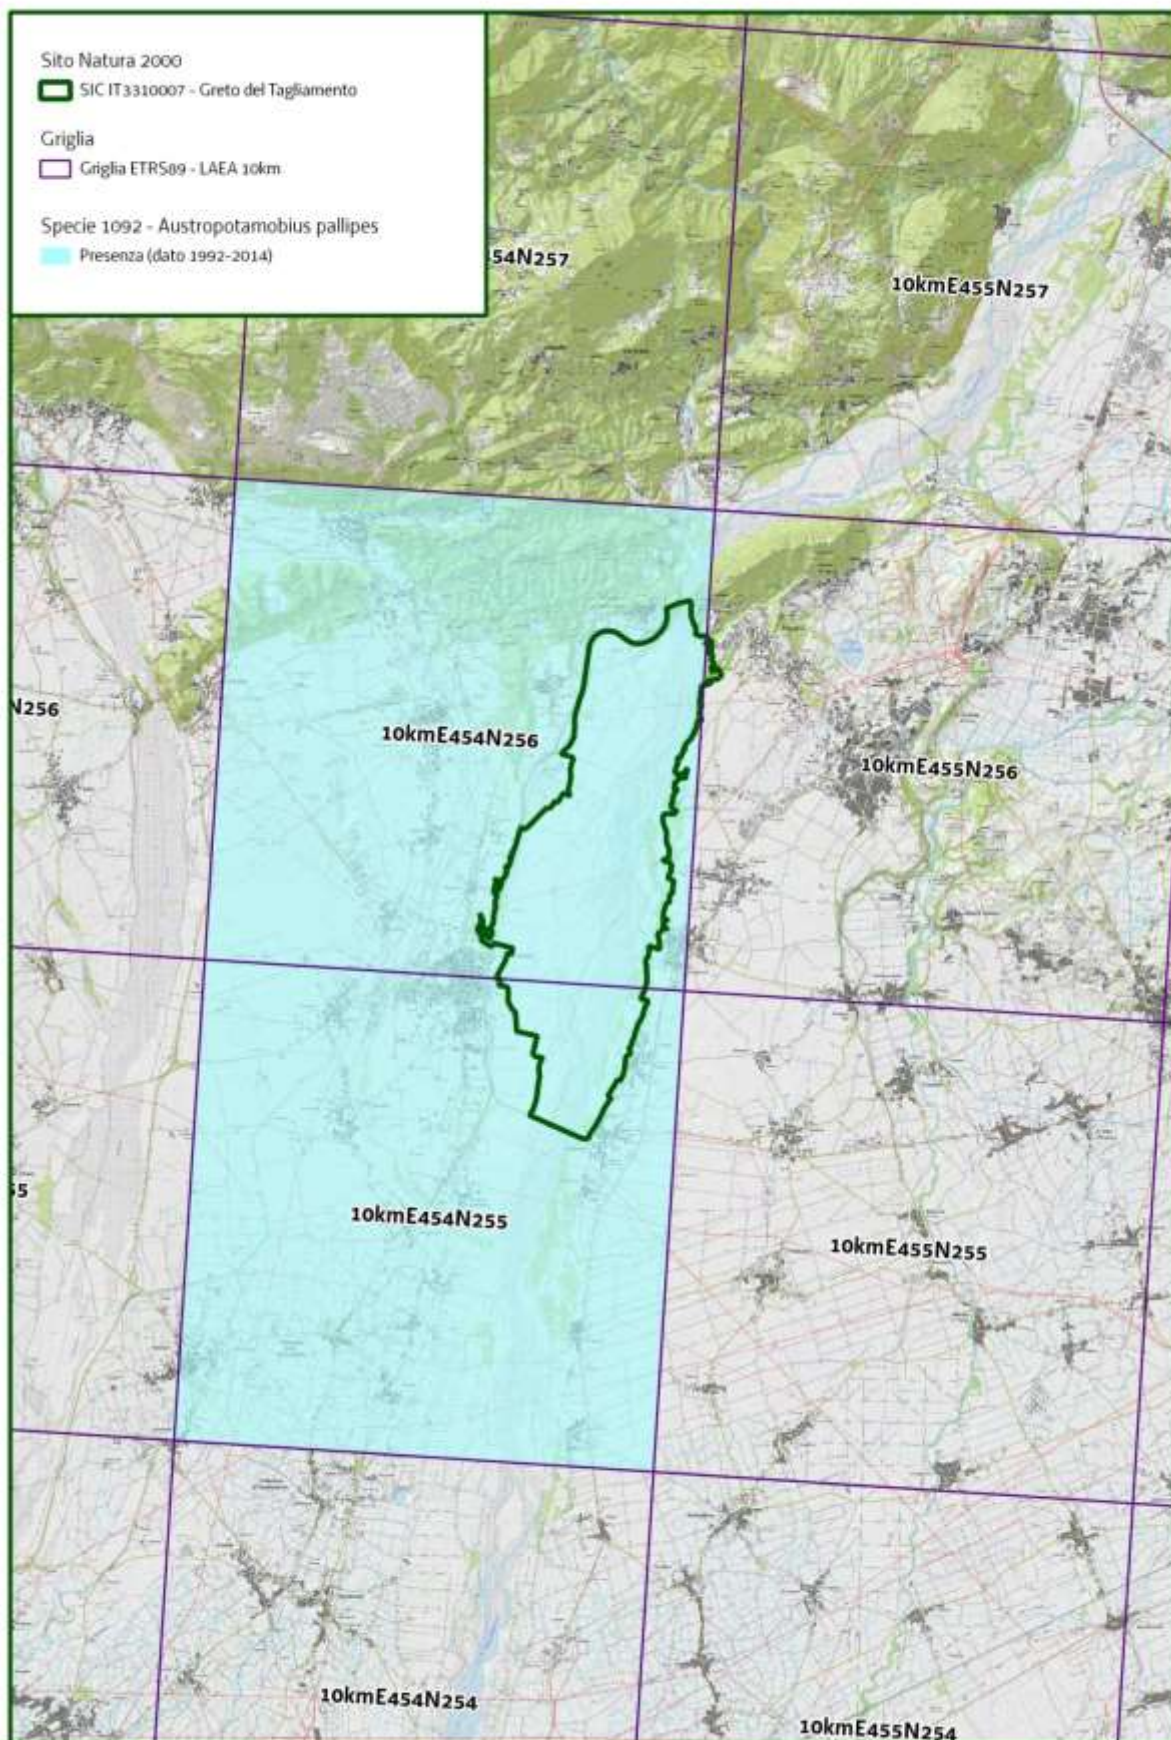 Sito Natura 2000
SIC IT3310007 - Greto del Tagliamento
Griglia
Griglia ETRS89 - LAEA 10km
Specie 1092 - Austropotamobius pallipes
Presenza (dato 1992-2014)
54N257
10kmE455N257
N256
10kmE454N256
10kmE455N256
55
10kmE454N255
10kmE455N255
10kmE454N254
10kmE455N254